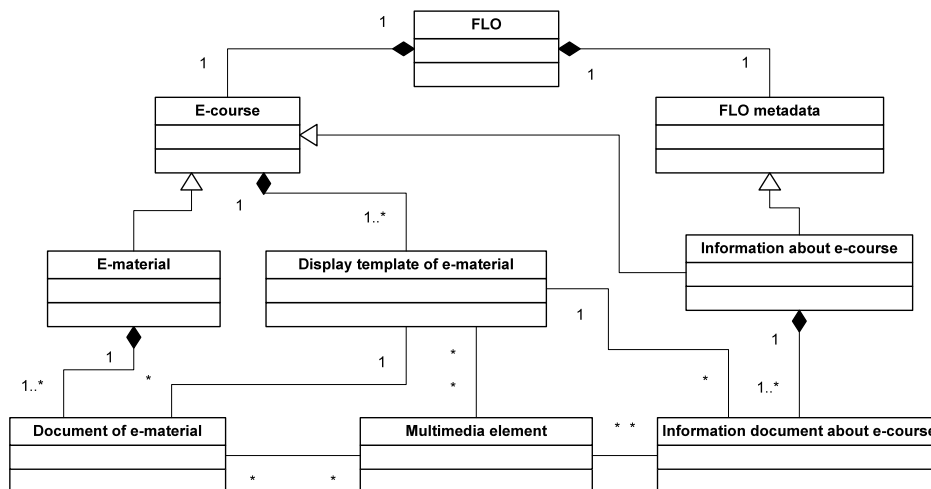 FLO
1
1
1
1
E-course
FLO metadata
1
1..*
E-material
Display template of e-material
Information about e-course
1
1
1
1
*
1..*
*
*
*
1..*
Document of e-material
Multimedia element
Information document about e-course
* *
*
*